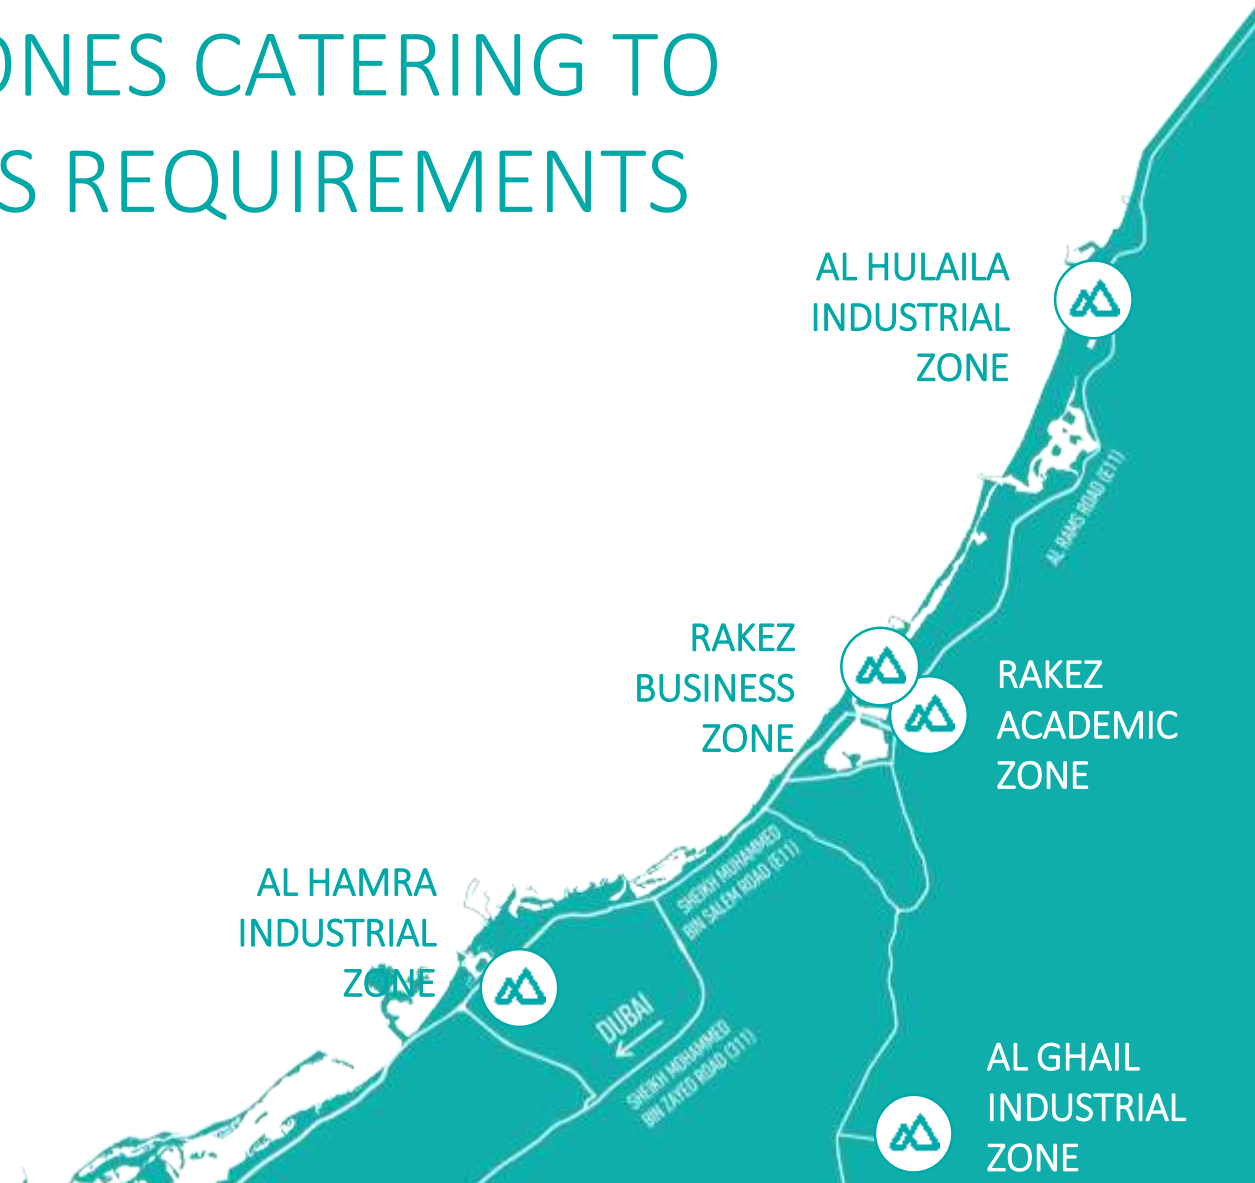 ONES CATERING TO
S REQUIREMENTS
AL HULAILA
INDUSTRIAL
ZONE
AL RAMS ROAD (E11)
RAKEZ
BUSINESS
ZONE
RAKEZ
ACADEMIC
ZONE
SHEIKH MUHAMMED
BIN SALEM ROAD (E11)
AL HAMRA
INDUSTRIAL
ZONE
DUBAI
SHEIKH MOHAMMED
BIN ZAYED ROAD (311)
AL GHAIL
INDUSTRIAL
ZONE